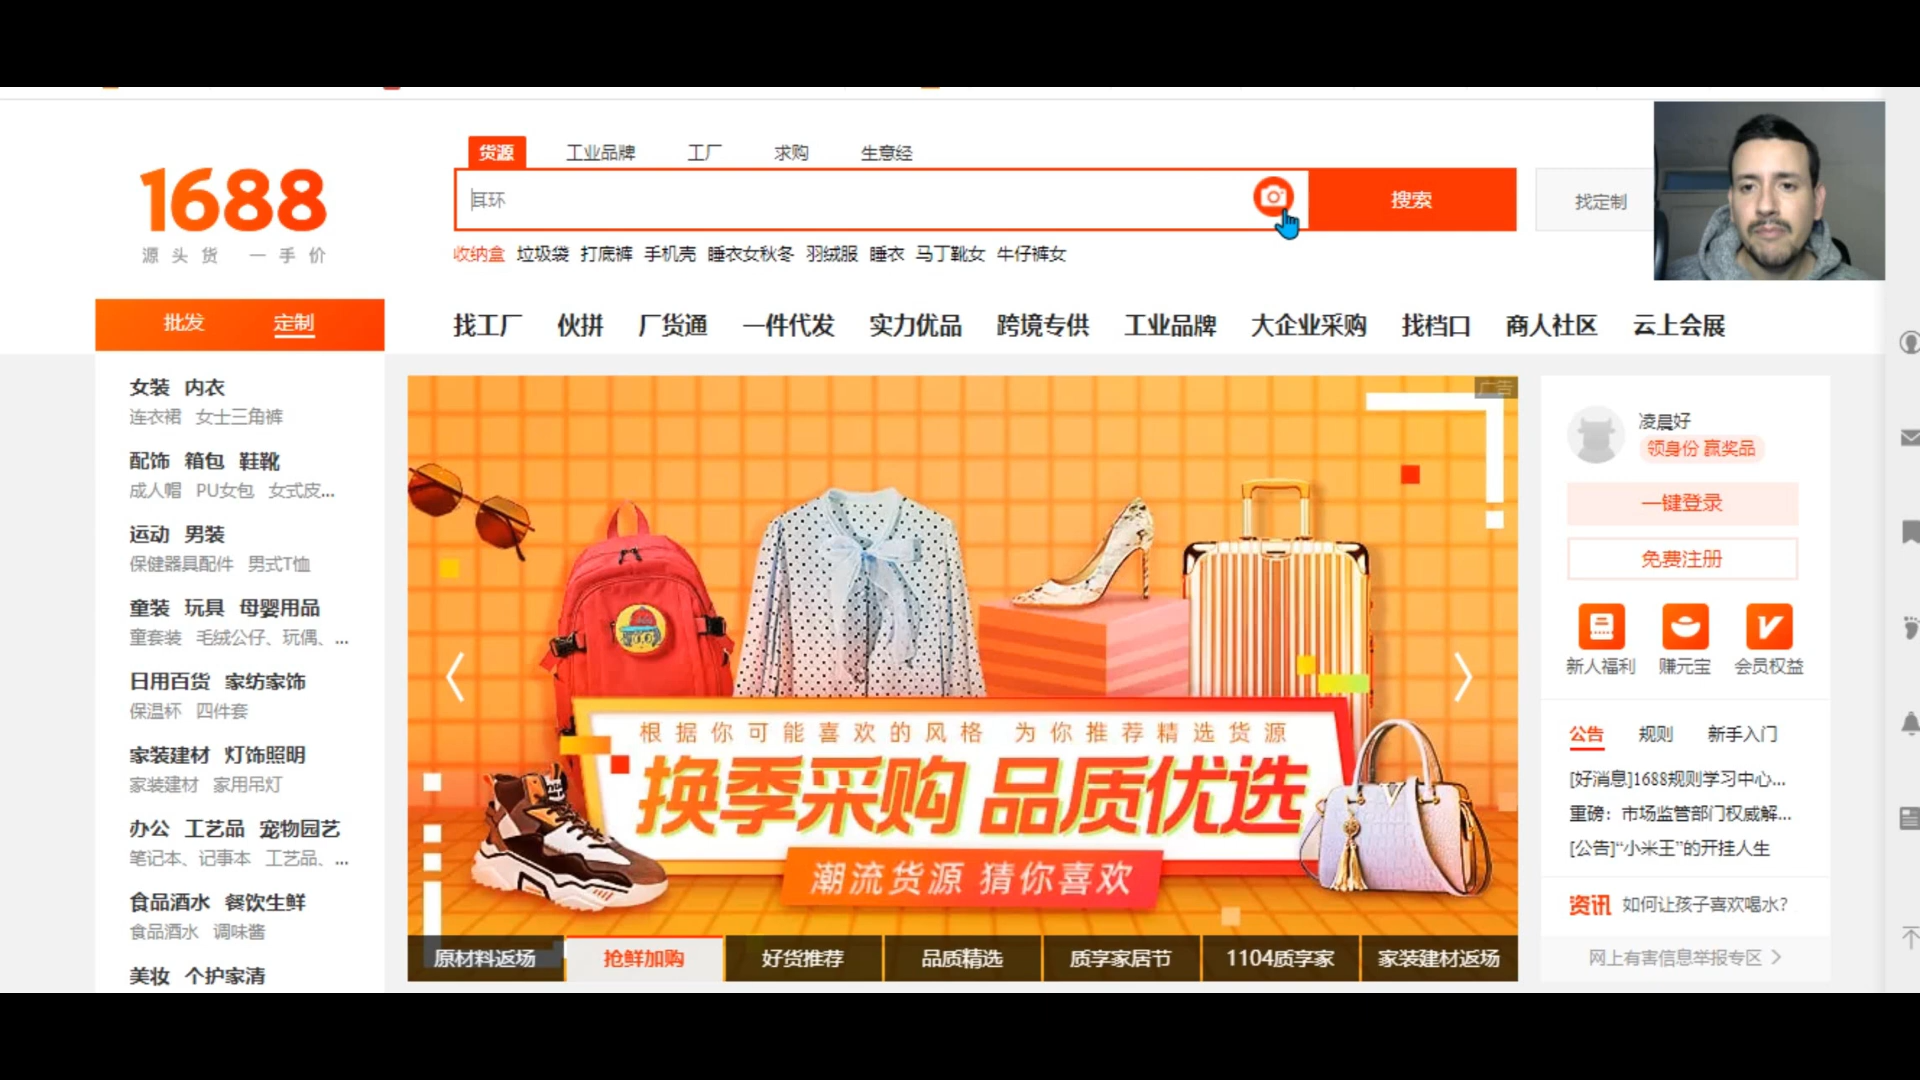 货源 工业品牌 工厂 求购 生意经
1688
源头货 一手价
耳环
搜索
找定制
收纳盒 垃圾袋 打底裤 手机壳 睡衣女秋冬 羽绒服 睡衣 马丁靴女 牛仔裤女
批发 定制
找工厂 伙拼 厂货通 一件代发 实力优品 跨境专供 工业品牌 大企业采购 找档口 商人社区 云上会展
女装 内衣
连衣裙 女士三角裤
配饰 箱包 鞋靴
成人帽 PU女包 女式皮...
运动 男装
保健器具配件 男式T恤
童装 玩具 母婴用品
童套装 毛绒公仔、玩偶、...
日用百货 家纺家饰
保温杯 四件套
家装建材 灯饰照明
家装建材 家用吊灯
办公 工艺品 宠物园艺
笔记本、记事本 工艺品、...
食品酒水 餐饮生鲜
食品酒水 调味酱
美妆 个护家清
广告
根据你可能喜欢的风格 为你推荐精选货源
换季采购 品质优选
潮流货源 猜你喜欢
原材料返场 抢鲜加购 好货推荐 品质精选 质享家居节 1104质享家 家装建材返场
凌晨好
领身份 赢奖品
一键登录
免费注册
新人福利 赚元宝 会员权益
公告 规则 新手入门
[好消息]1688规则学习中心...
重磅：市场监管部门权威解...
[公告]“小米王”的开挂人生
资讯 如何让孩子喜欢喝水?
网上有害信息举报专区 >